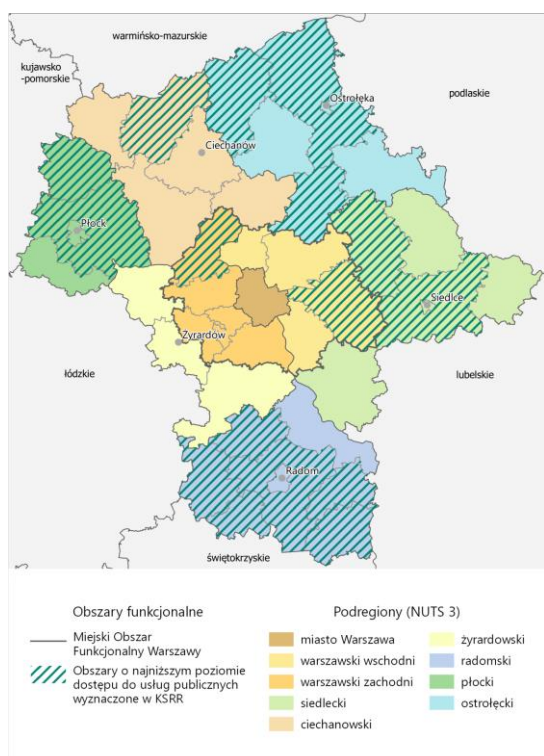 warmińsko-mazurskie
kujawsko
-pomorskie
podlaskie
Ostrołęka
Ciechanów
Płock
Siedlce
Żyrardów
łódzkie
lubelskie
Radom
świętokrzyskie
Obszary funkcjonalne
Miejski Obszar
Funkcjonalny Warszawy
Obszary o najniższym poziomie
dostępu do usług publicznych
wyznaczone w KSRR
Podregiony (NUTS 3)
miasto Warszawa
warszawski wschodni
warszawski zachodni
siedlecki
ciechanowski
żyrardowski
radomski
płocki
ostrołęcki